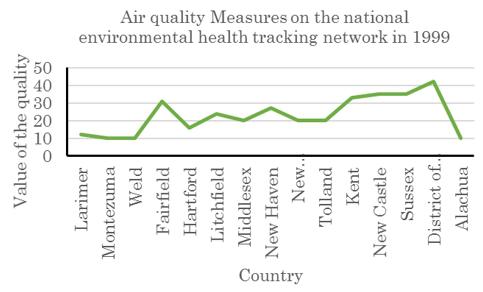 Air quality Measures on the national
environmental health tracking network in 1999
Value of the quality
50
40
30
20
10
0
Larimer
Montezuma
Weld
Fairfield
Hartford
Litchfield
Middlesex
New Haven
New...
Tolland
Kent
New Castle
Sussex
District of...
Alachua
Country